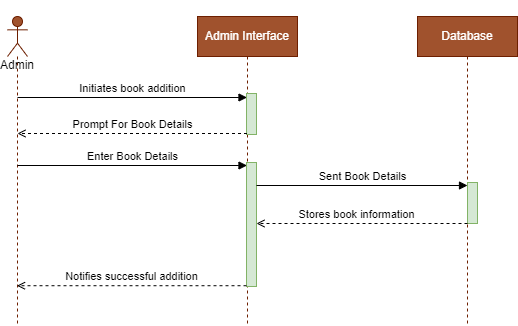 Admin Interface
Database
Admin
Initiates book addition
Prompt For Book Details
Enter Book Details
Sent Book Details
Stores book information
Notifies successful addition